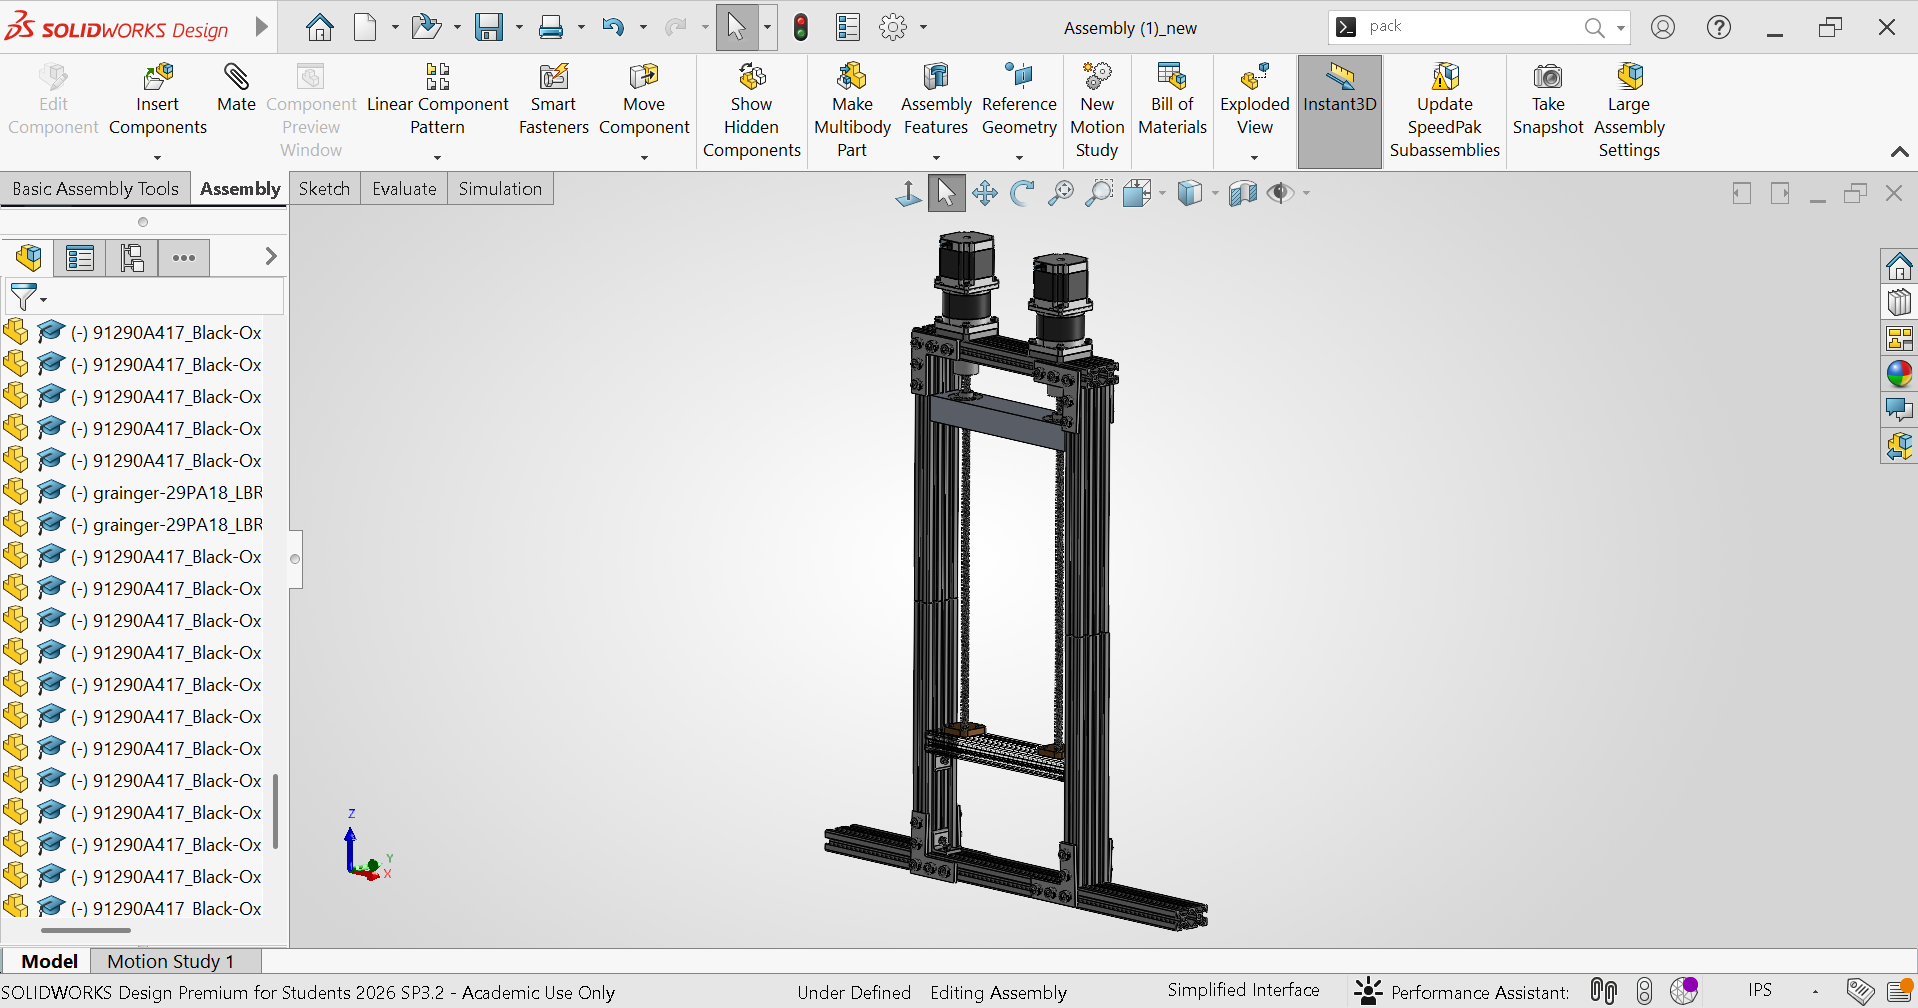 SOLIDWORKS Design
Assembly (1)_new
pack
Edit Component
Insert Components
Mate
Component Preview Window
Linear Component Pattern
Smart Fasteners
Move Component
Show Hidden Components
Make Multibody Part
Assembly Features
Reference Geometry
New Motion Study
Bill of Materials
Exploded View
Instant3D
Update SpeedPak Subassemblies
Take Snapshot
Large Assembly Settings
Basic Assembly Tools
Assembly
Sketch
Evaluate
Simulation
(-) 91290A417_Black-Ox
(-) 91290A417_Black-Ox
(-) 91290A417_Black-Ox
(-) 91290A417_Black-Ox
(-) 91290A417_Black-Ox
(-) grainger-29PA18_LBR
(-) grainger-29PA18_LBR
(-) 91290A417_Black-Ox
(-) 91290A417_Black-Ox
(-) 91290A417_Black-Ox
(-) 91290A417_Black-Ox
(-) 91290A417_Black-Ox
(-) 91290A417_Black-Ox
(-) 91290A417_Black-Ox
(-) 91290A417_Black-Ox
(-) 91290A417_Black-Ox
(-) 91290A417_Black-Ox
(-) 91290A417_Black-Ox
(-) 91290A417_Black-Ox
Z
Y
X
Model
Motion Study 1
SOLIDWORKS Design Premium for Students 2026 SP3.2 - Academic Use Only
Under Defined
Editing Assembly
Simplified Interface
Performance Assistant:
IPS